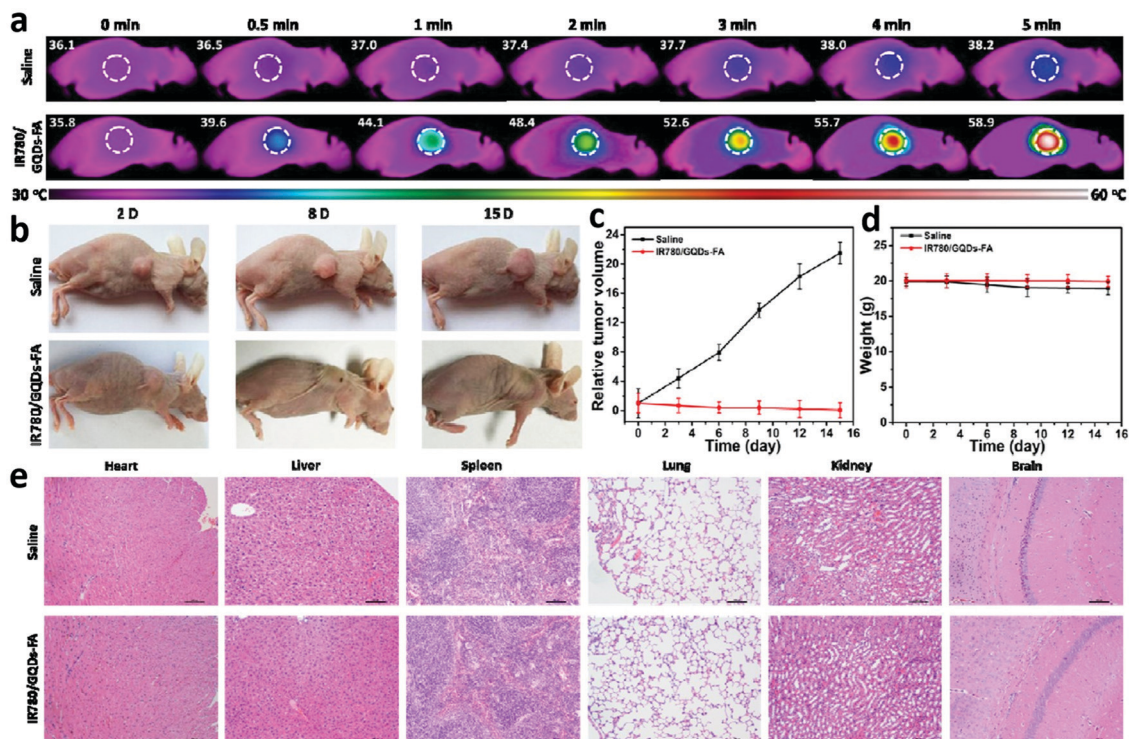 a
0 min 0.5 min 1 min 2 min 3 min 4 min 5 min
Saline
36.1 36.5 37.0 37.4 37.7 38.0 38.2
IR780/
GQDs-FA
35.8 39.6 44.1 48.4 52.6 55.7 58.9
30 °C 60 °C
b
2 D 8 D 15 D
Saline
IR780/GQDs-FA
c
Saline
IR780/GQDs-FA
Relative tumor volume
24
20
16
12
8
4
0
0 2 4 6 8 10 12 14 16
Time (day)
d
Saline
IR780/GQDs-FA
Weight (g)
25
20
15
10
5
0
0 2 4 6 8 10 12 14 16
Time (day)
e
Heart Liver Spleen Lung Kidney Brain
Saline
IR780/GQDs-FA